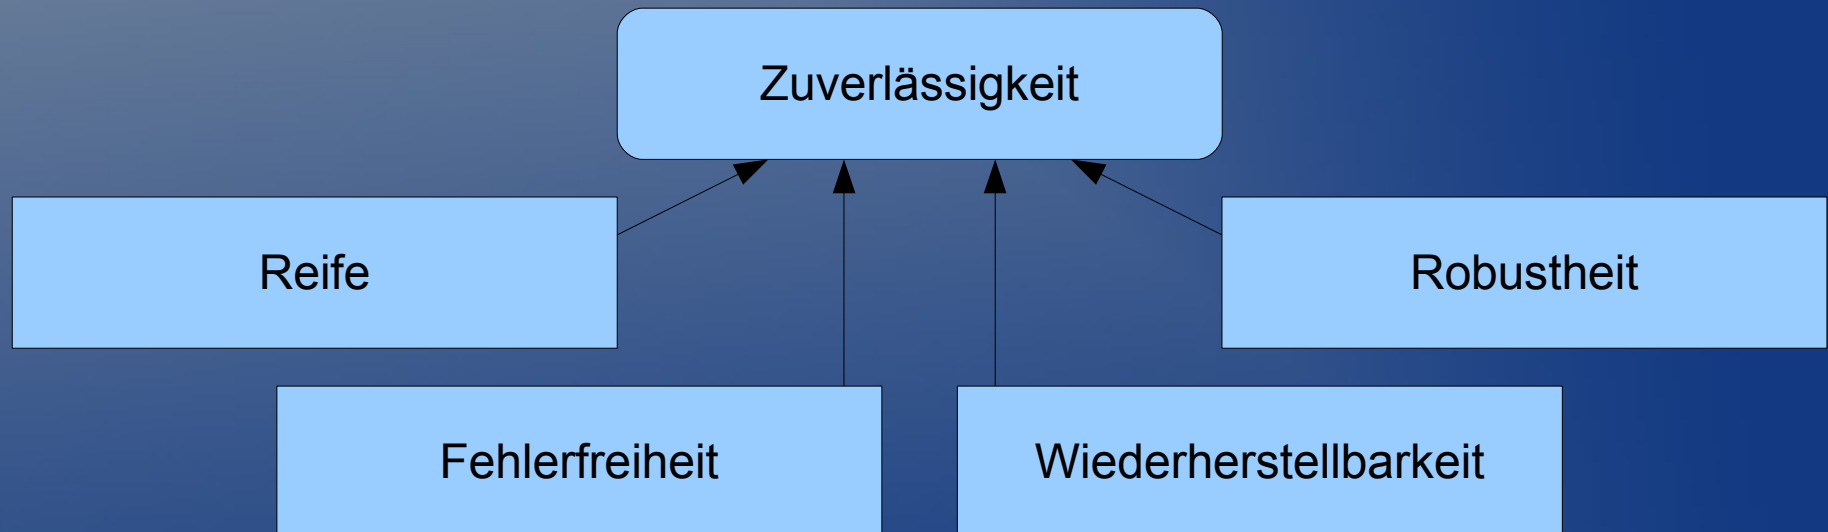 Zuverlässigkeit
Reife
Robustheit
Fehlerfreiheit
Wiederherstellbarkeit